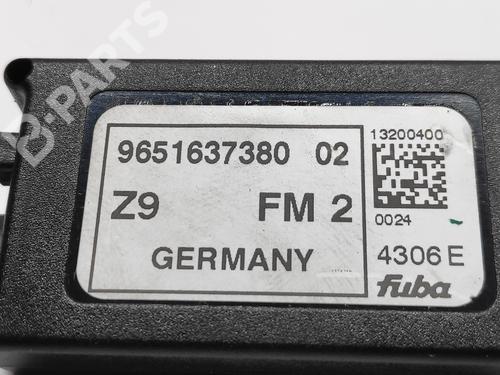 B-PARTS
9651637380 02
Z9 FM 2
GERMANY
13200400
0024
4306 E
fuba